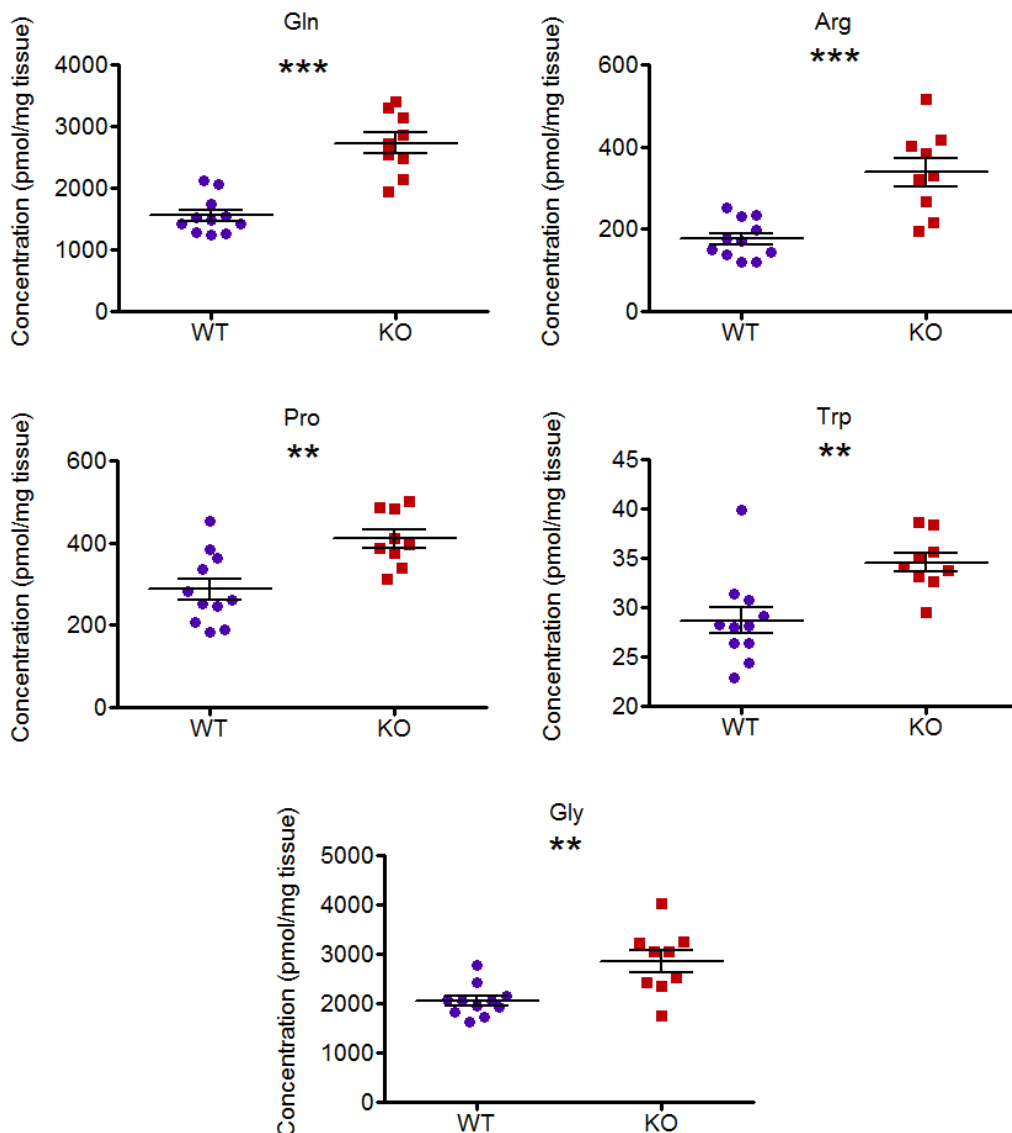 Gln
***
Concentration (pmol/mg tissue)
4000
3000
2000
1000
0
WT
KO
Arg
***
Concentration (pmol/mg tissue)
600
400
200
0
WT
KO
Pro
**
Concentration (pmol/mg tissue)
600
400
200
0
WT
KO
Trp
**
Concentration (pmol/mg tissue)
45
40
35
30
25
20
WT
KO
Gly
**
Concentration (pmol/mg tissue)
5000
4000
3000
2000
1000
0
WT
KO